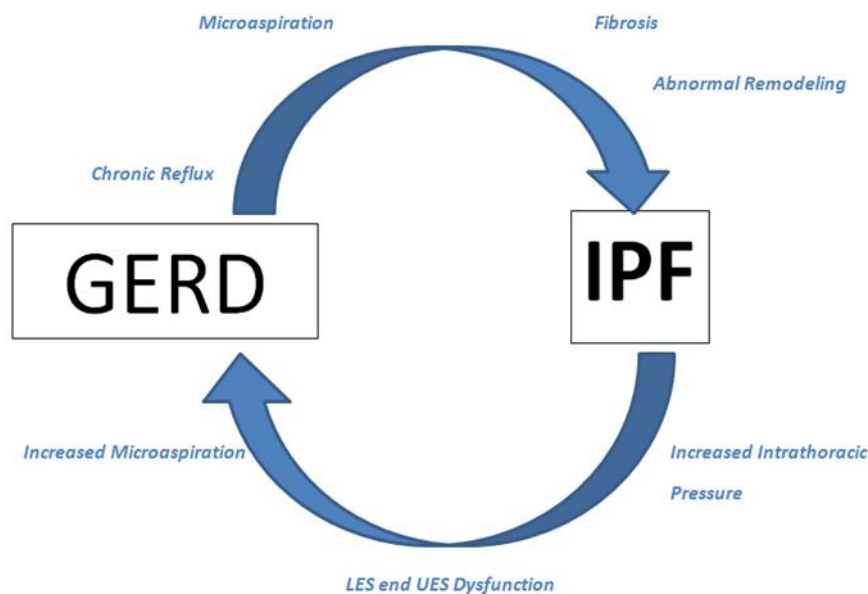 Microaspiration
Fibrosis
Abnormal Remodeling
Chronic Reflux
GERD
IPF
Increased Microaspiration
Increased Intrathoracic
Pressure
LES end UES Dysfunction